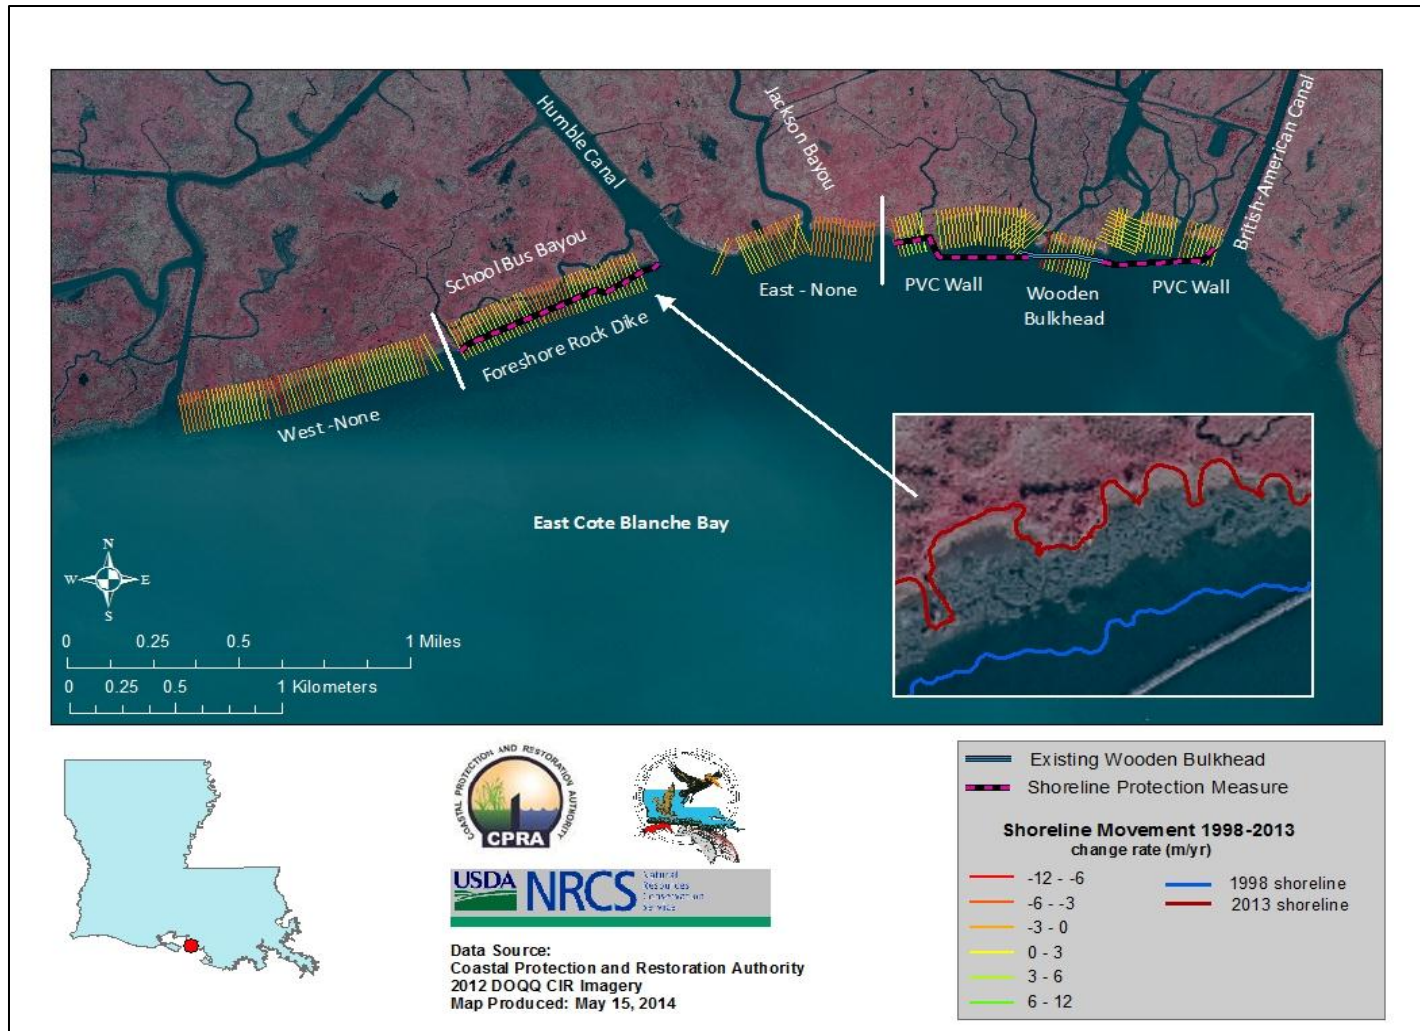 Humble Canal
Jackson Bayou
British-American Canal
School Bus Bayou
East - None
PVC Wall
Wooden
Bulkhead
PVC Wall
Foreshore Rock Dike
West -None
East Cote Blanche Bay
N
W
E
S
0 0.25 0.5 1 Miles
0 0.25 0.5 1 Kilometers
COASTAL PROTECTION AND RESTORATION AUTHORITY
CPRA
USDA NRCS
Natural
Resources
Conservation
Service
Data Source:
Coastal Protection and Restoration Authority
2012 DOQQ CIR Imagery
Map Produced: May 15, 2014
Existing Wooden Bulkhead
Shoreline Protection Measure
Shoreline Movement 1998-2013
change rate (m/yr)
-12 - -6
-6 - -3
-3 - 0
0 - 3
3 - 6
6 - 12
1998 shoreline
2013 shoreline